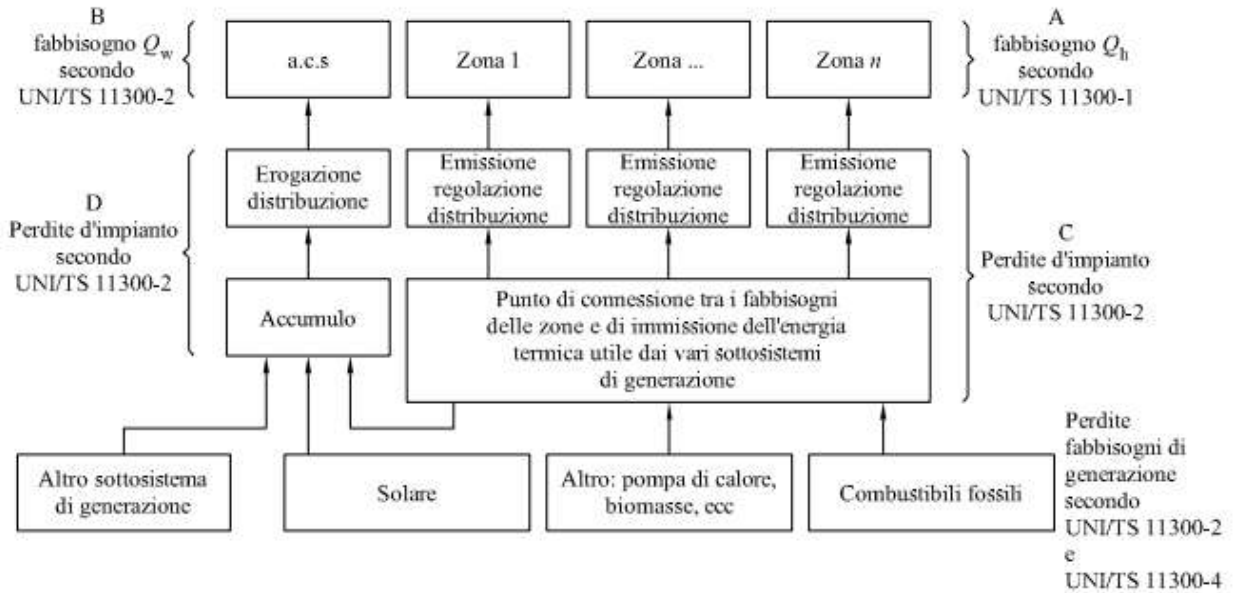 B
fabbisogno Qw
secondo
UNI/TS 11300-2
a.c.s
Zona 1
Zona ...
Zona n
A
fabbisogno Qh
secondo
UNI/TS 11300-1
D
Perdite d'impianto
secondo
UNI/TS 11300-2
Erogazione
distribuzione
Emissione
regolazione
distribuzione
Emissione
regolazione
distribuzione
Emissione
regolazione
distribuzione
C
Perdite d'impianto
secondo
UNI/TS 11300-2
Accumulo
Punto di connessione tra i fabbisogni
delle zone e di immissione dell'energia
termica utile dai vari sottosistemi
di generazione
Altro sottosistema
di generazione
Solare
Altro: pompa di calore,
biomasse, ecc
Combustibili fossili
Perdite
fabbisogni di
generazione
secondo
UNI/TS 11300-2
e
UNI/TS 11300-4